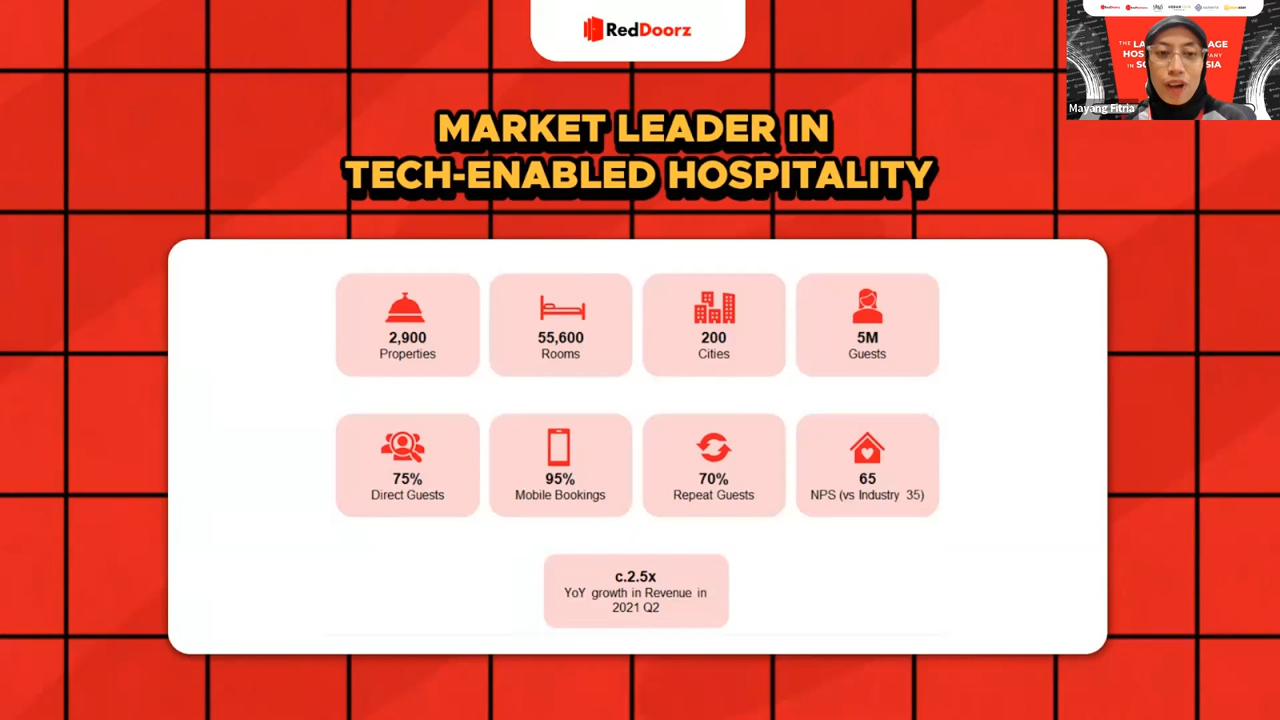 RedDoorz
Mayang Fitria
MARKET LEADER IN
TECH-ENABLED HOSPITALITY
2,900
Properties
55,600
Rooms
200
Cities
5M
Guests
75%
Direct Guests
95%
Mobile Bookings
70%
Repeat Guests
65
NPS (vs Industry 35)
c.2.5x
YoY growth in Revenue in
2021 Q2